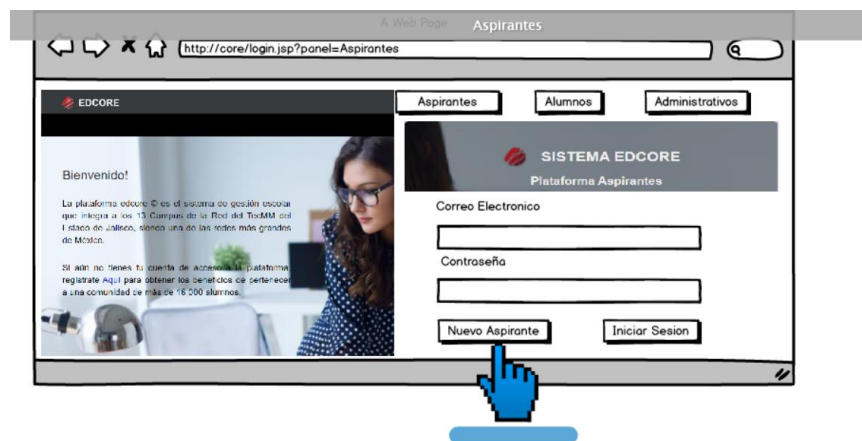 A Web Page
Aspirantes
http://core/login.jsp?panel=Aspirantes
EDCORE
Bienvenido!
La plataforma edcore © es el sistema de gestión escolar
que integra a los 13 Campus de la Red del TecMM del
Estado de Jalisco, siendo una de las redes más grandes
de México.
Si aún no tienes tu cuenta de acceso a la plataforma,
registrate Aquí para obtener los beneficios de pertenecer
a una comunidad de más de 16 000 alumnos.
Aspirantes
Alumnos
Administrativos
SISTEMA EDCORE
Plataforma Aspirantes
Correo Electronico
Contraseña
Nuevo Aspirante
Iniciar Sesion